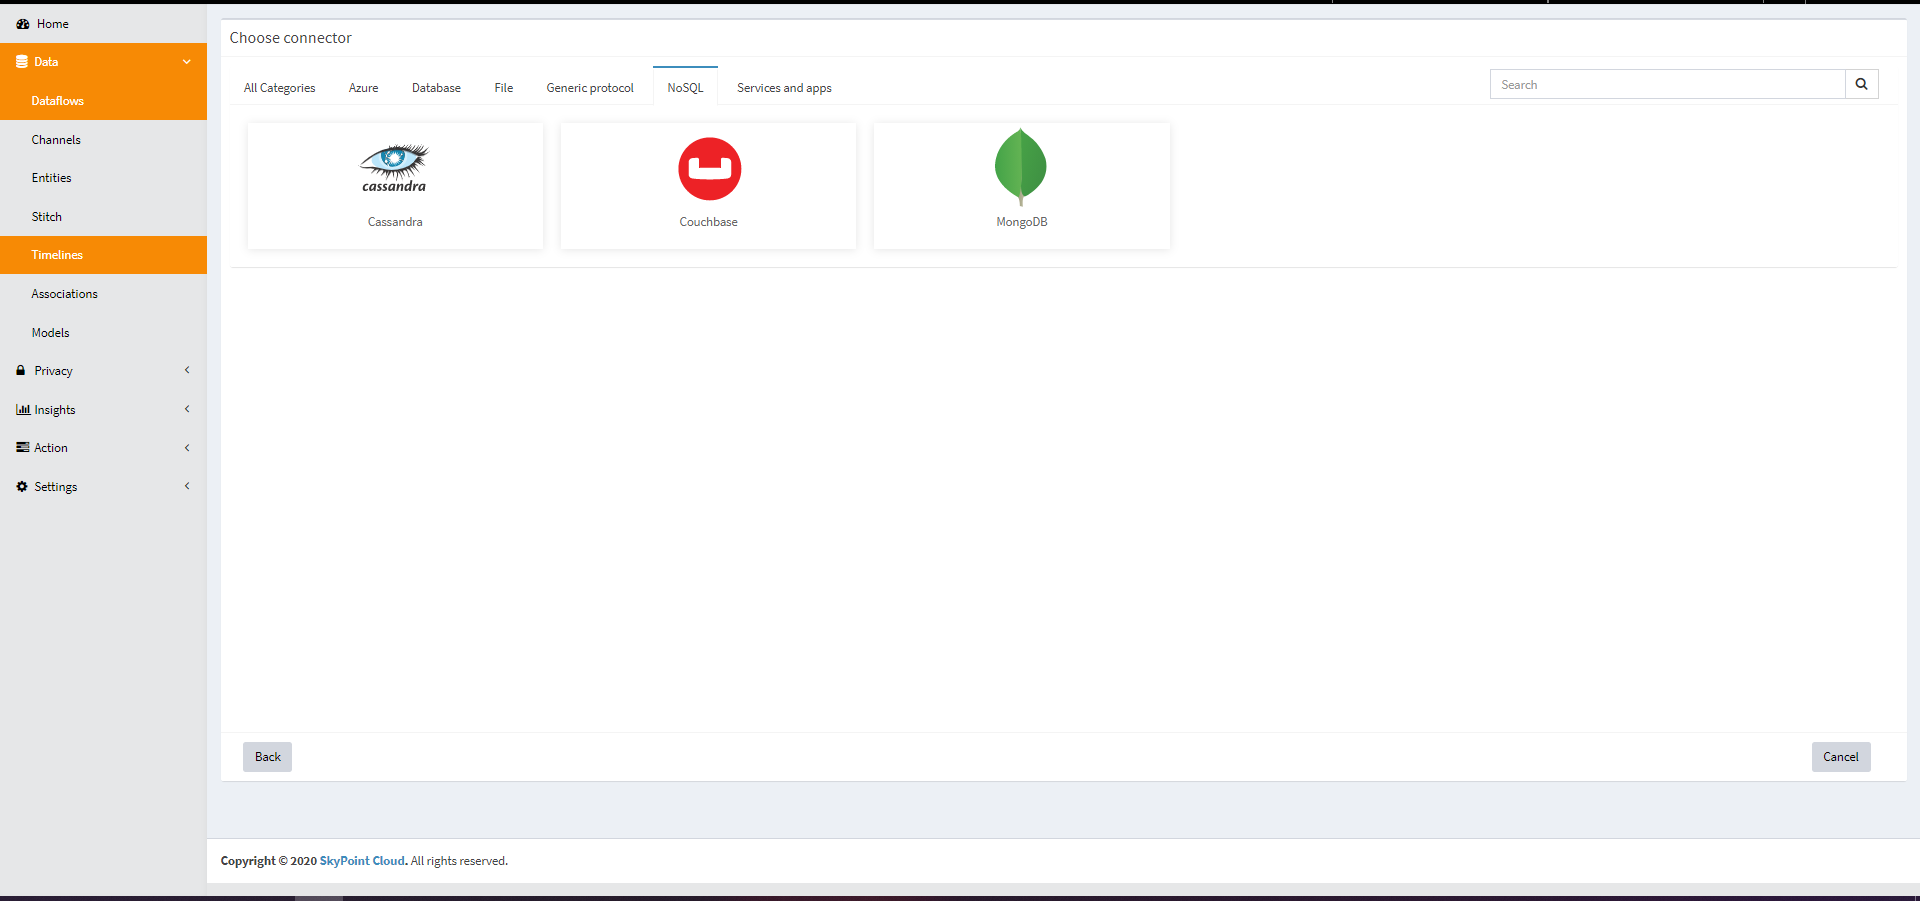 Home
Data
Dataflows
Channels
Entities
Stitch
Timelines
Associations
Models
Privacy
Insights
Action
Settings
Choose connector
All Categories Azure Database File Generic protocol NoSQL Services and apps Search
cassandra
Cassandra Couchbase MongoDB
Back Cancel
Copyright © 2020 SkyPoint Cloud. All rights reserved.